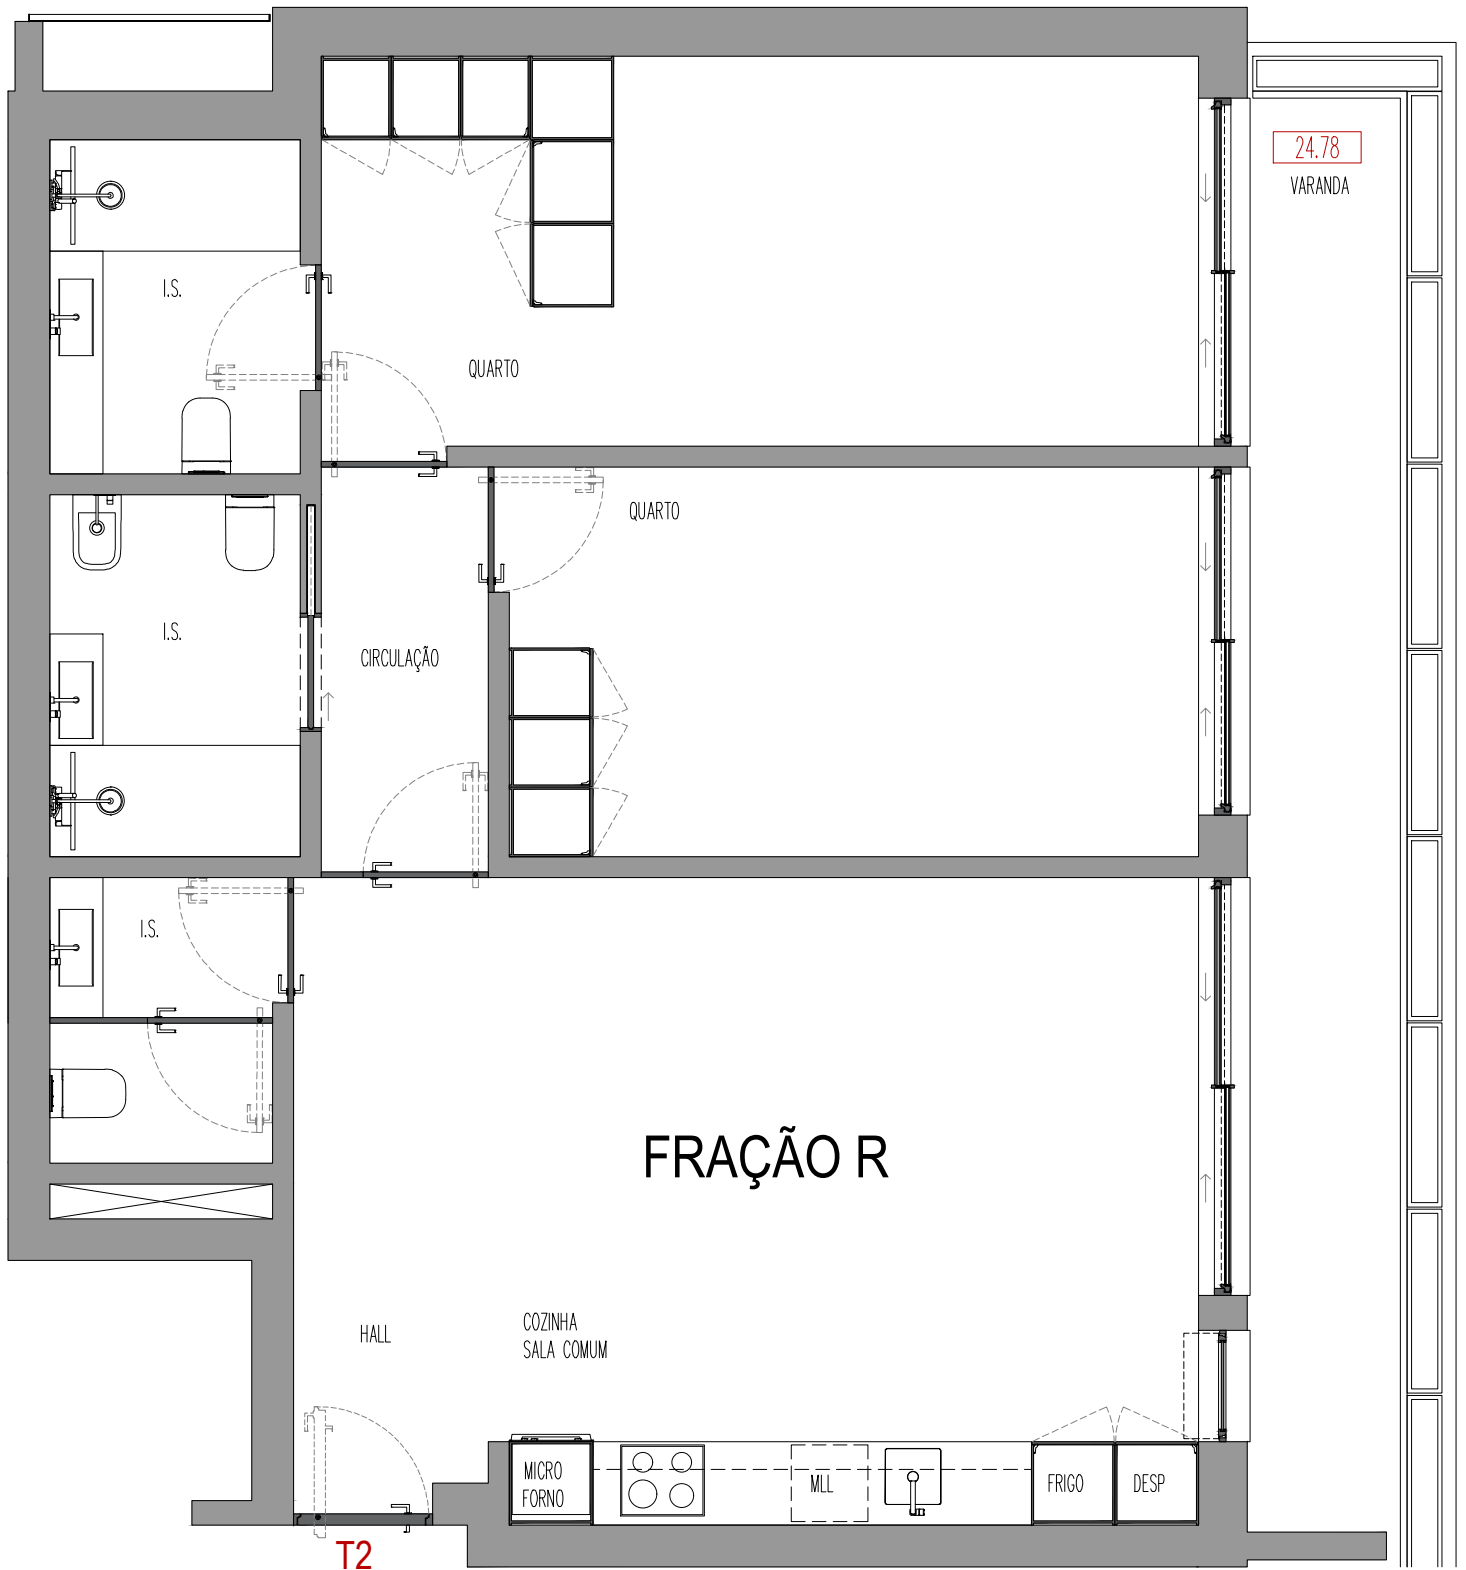 24.78
VARANDA
I.S.
QUARTO
QUARTO
I.S.
CIRCULAÇÃO
I.S.
FRAÇÃO R
HALL
COZINHA
SALA COMUM
MICRO
FORNO
MLL
FRIGO
DESP
T2